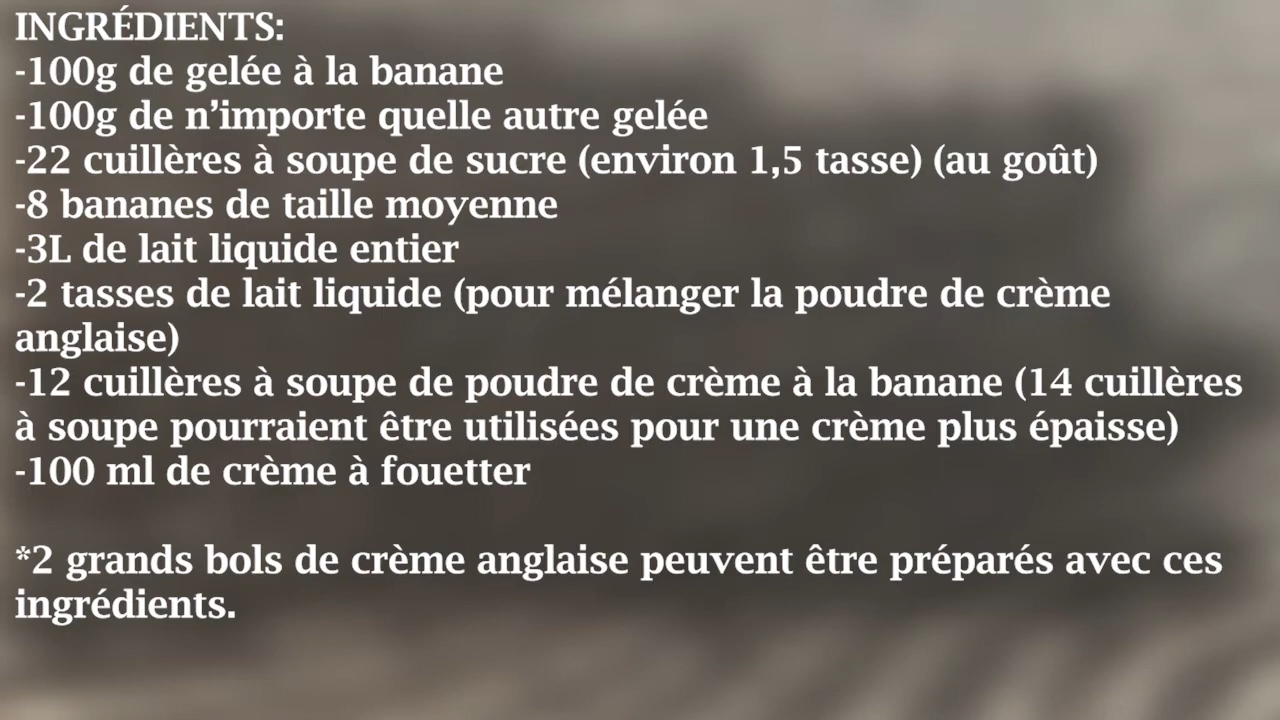 INGRÉDIENTS:
-100g de gelée à la banane
-100g de n’importe quelle autre gelée
-22 cuillères à soupe de sucre (environ 1,5 tasse) (au goût)
-8 bananes de taille moyenne
-3L de lait liquide entier
-2 tasses de lait liquide (pour mélanger la poudre de crème
anglaise)
-12 cuillères à soupe de poudre de crème à la banane (14 cuillères
à soupe pourraient être utilisées pour une crème plus épaisse)
-100 ml de crème à fouetter
*2 grands bols de crème anglaise peuvent être préparés avec ces
ingrédients.